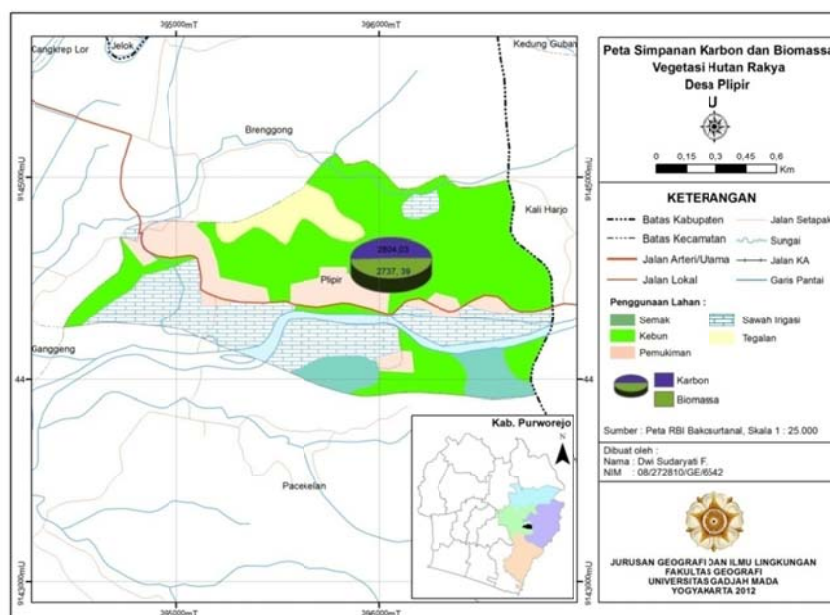 395000mT
396000mT
Cangkrep Lor
Jelok
Kedung Guban
Brenggong
9145000mU
9145000mU
Kali Harjo
2804,03
2737, 39
Plipir
Ganggeng
44
44
Pacekelan
Kab. Purworejo
N
9143000mU
9143000mU
395000mT
396000mT
Peta Simpanan Karbon dan Biomassa
Vegetasi Hutan Rakya
Desa Plipir
U
0 0,15 0,3 0,45 0,6
Km
KETERANGAN
Batas Kabupaten
Batas Kecamatan
Jalan Arteri/Utama
Jalan Lokal
Jalan Setapak
Sungai
Jalan KA
Garis Pantai
Penggunaan Lahan :
Semak
Kebun
Pemukiman
Sawah Irigasi
Tegalan
Karbon
Biomassa
Sumber : Peta RBI Bakosurtanal, Skala 1 : 25.000
Dibuat oleh :
Nama : Dwi Sudaryati F.
NIM : 08/272810/GE/6542
JURUSAN GEOGRAFI DAN ILMU LINGKUNGAN
FAKULTAS GEOGRAFI
UNIVERSITAS GADJAH MADA
YOGYAKARTA 2012